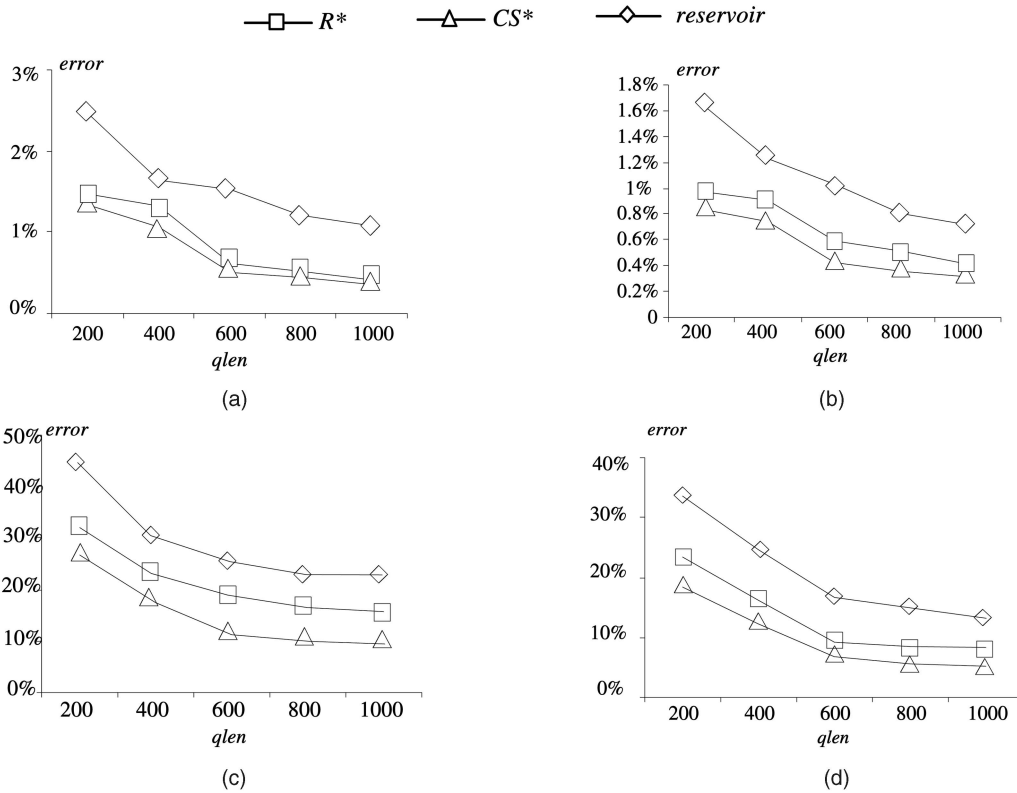 R* CS* reservoir
error
3%
2%
1%
0%
200 400 600 800 1000
qlen
(a)
error
1.8%
1.6%
1.4%
1.2%
1%
0.8%
0.6%
0.4%
0.2%
0
200 400 600 800 1000
qlen
(b)
error
50%
40%
30%
20%
10%
0%
200 400 600 800 1000
qlen
(c)
error
40%
30%
20%
10%
0%
200 400 600 800 1000
qlen
(d)